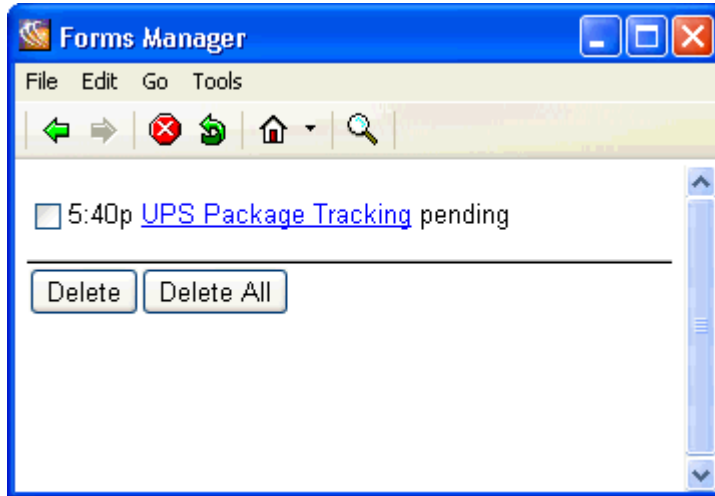 Forms Manager
File Edit Go Tools
5:40p UPS Package Tracking pending
Delete Delete All